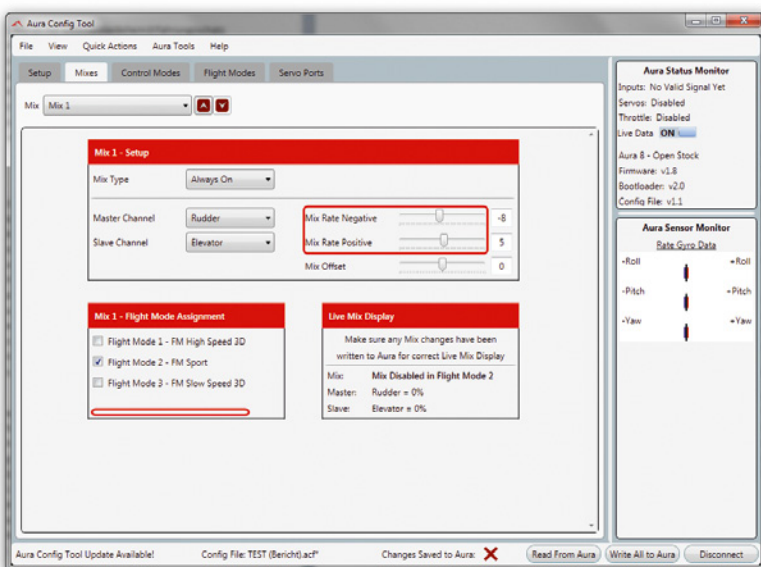 Aura Config Tool
File View Quick Actions Aura Tools Help
Setup Mixes Control Modes Flight Modes Servo Ports
Mix Mix 1
Mix 1 - Setup
Mix Type Always On
Master Channel Rudder Mix Rate Negative -8
Slave Channel Elevator Mix Rate Positive 5
Mix Offset 0
Mix 1 - Flight Mode Assignment
Flight Mode 1 - FM High Speed 3D
Flight Mode 2 - FM Sport
Flight Mode 3 - FM Slow Speed 3D
Live Mix Display
Make sure any Mix changes have been
written to Aura for correct Live Mix Display
Mix: Mix Disabled in Flight Mode 2
Master: Rudder = 0%
Slave: Elevator = 0%
Aura Status Monitor
Inputs: No Valid Signal Yet
Servos: Disabled
Throttle: Disabled
Live Data ON
Aura 8 - Open Stock
Firmware: v1.8
Bootloader: v2.0
Config File: v1.1
Aura Sensor Monitor
Rate Gyro Data
-Roll +Roll
-Pitch +Pitch
-Yaw +Yaw
Aura Config Tool Update Available! Config File: TEST (Bericht).acf* Changes Saved to Aura: Read From Aura Write All to Aura Disconnect